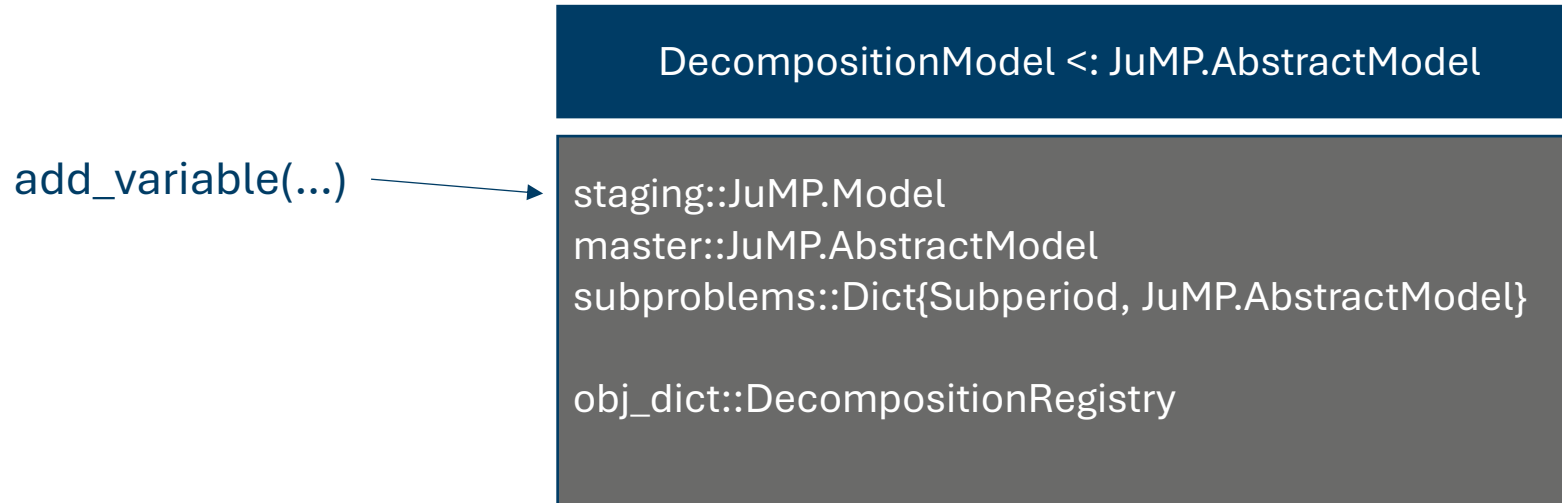 DecompositionModel <: JuMP.AbstractModel
add_variable(...)
staging::JuMP.Model
master::JuMP.AbstractModel
subproblems::Dict{Subperiod, JuMP.AbstractModel}
obj_dict::DecompositionRegistry